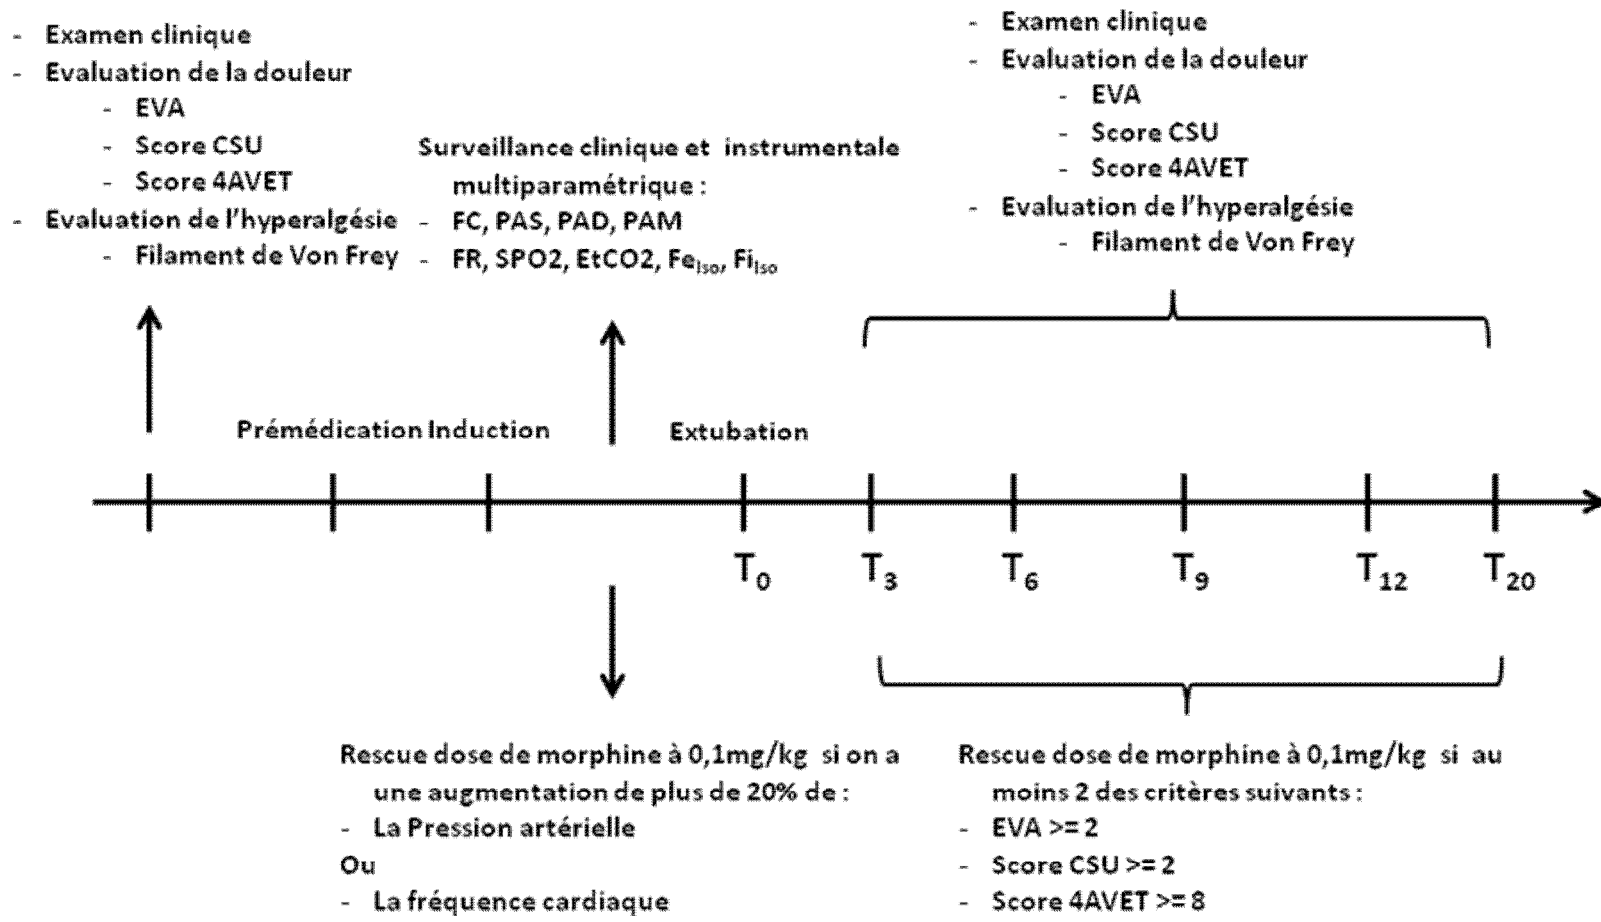 - Examen clinique
- Evaluation de la douleur
- EVA
- Score CSU
- Score 4AVET
- Evaluation de l'hyperalgésie
- Filament de Von Frey
Surveillance clinique et instrumentale
multiparamétrique :
- FC, PAS, PAD, PAM
- FR, SPO2, EtCO2, Fe_Iso, Fi_Iso
- Examen clinique
- Evaluation de la douleur
- EVA
- Score CSU
- Score 4AVET
- Evaluation de l'hyperalgésie
- Filament de Von Frey
Prémédication Induction
Extubation
T0 T3 T6 T9 T12 T20
Rescue dose de morphine à 0,1mg/kg si on a
une augmentation de plus de 20% de :
- La Pression artérielle
Ou
- La fréquence cardiaque
Rescue dose de morphine à 0,1mg/kg si au
moins 2 des critères suivants :
- EVA >= 2
- Score CSU >= 2
- Score 4AVET >= 8